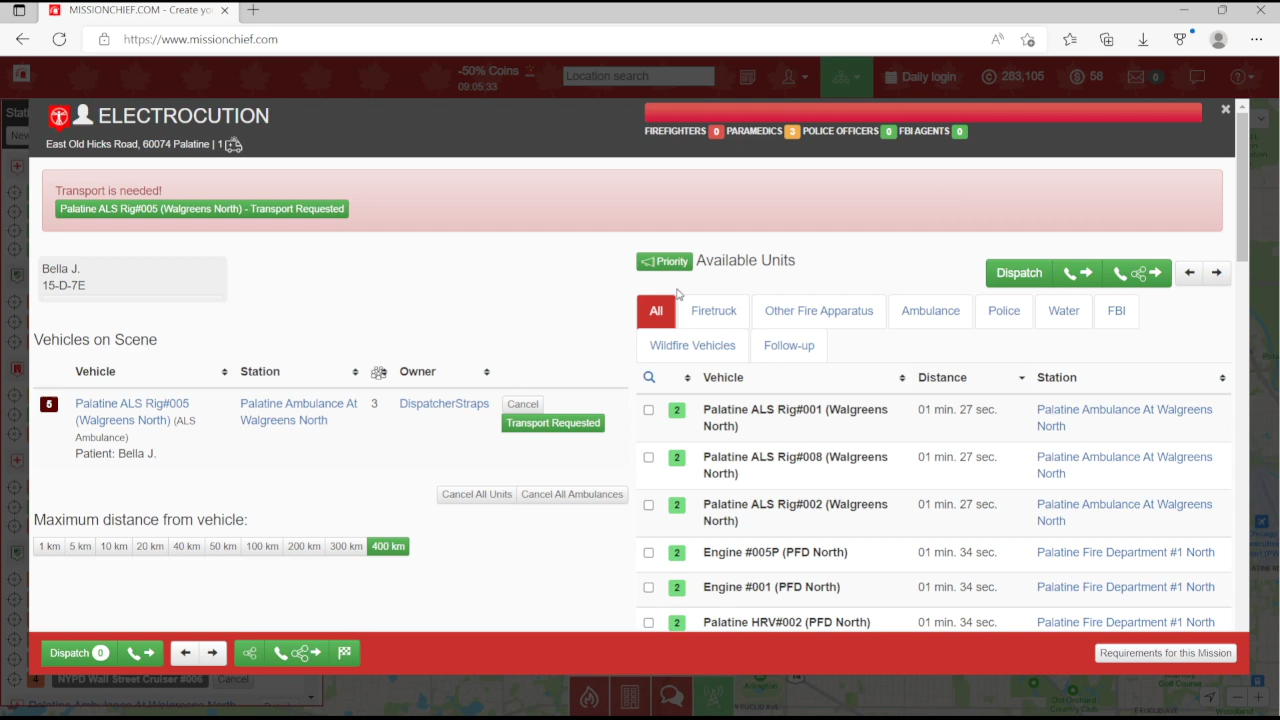 MISSIONCHIEF.COM - Create yo
https://www.missionchief.com
-50% Coins
09:05:33
Location search
Daily login
283,105
58
0
ELECTROCUTION
East Old Hicks Road, 60074 Palatine | 1
FIREFIGHTERS 0 PARAMEDICS 3 POLICE OFFICERS 0 FBI AGENTS 0
Transport is needed!
Palatine ALS Rig#005 (Walgreens North) - Transport Requested
Bella J.
15-D-7E
Vehicles on Scene
Vehicle Station Owner
5 Palatine ALS Rig#005 (Walgreens North) (ALS Ambulance)
Patient: Bella J.
Palatine Ambulance At Walgreens North
3
DispatcherStraps
Cancel
Transport Requested
Cancel All Units Cancel All Ambulances
Maximum distance from vehicle:
1 km 5 km 10 km 20 km 40 km 50 km 100 km 200 km 300 km 400 km
Priority Available Units
Dispatch
All Firetruck Other Fire Apparatus Ambulance Police Water FBI
Wildfire Vehicles Follow-up
Vehicle Distance Station
2 Palatine ALS Rig#001 (Walgreens North) 01 min. 27 sec. Palatine Ambulance At Walgreens North
2 Palatine ALS Rig#008 (Walgreens North) 01 min. 27 sec. Palatine Ambulance At Walgreens North
2 Palatine ALS Rig#002 (Walgreens North) 01 min. 27 sec. Palatine Ambulance At Walgreens North
2 Engine #005P (PFD North) 01 min. 34 sec. Palatine Fire Department #1 North
2 Engine #001 (PFD North) 01 min. 34 sec. Palatine Fire Department #1 North
2 Palatine HRV#002 (PFD North) 01 min. 34 sec. Palatine Fire Department #1 North
Dispatch 0
Requirements for this Mission
4 NYPD Wall Street Cruiser #006 Cancel
Arlington
Golf Course
Old Orchard
Country Club